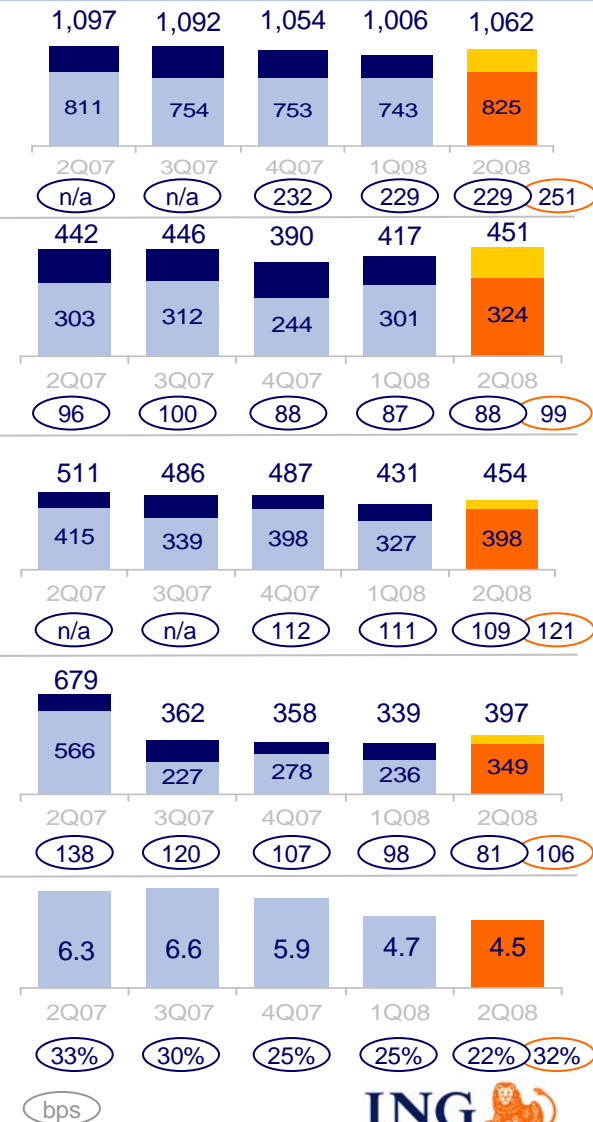 1,097 1,092 1,054 1,006 1,062
811 754 753 743 825
2Q07 3Q07 4Q07 1Q08 2Q08
n/a n/a 232 229 229 251
442 446 390 417 451
303 312 244 301 324
2Q07 3Q07 4Q07 1Q08 2Q08
96 100 88 87 88 99
511 486 487 431 454
415 339 398 327 398
2Q07 3Q07 4Q07 1Q08 2Q08
n/a n/a 112 111 109 121
679 362 358 339 397
566 227 278 236 349
2Q07 3Q07 4Q07 1Q08 2Q08
138 120 107 98 81 106
6.3 6.6 5.9 4.7 4.5
2Q07 3Q07 4Q07 1Q08 2Q08
33% 30% 25% 25% 22% 32%
bps ING